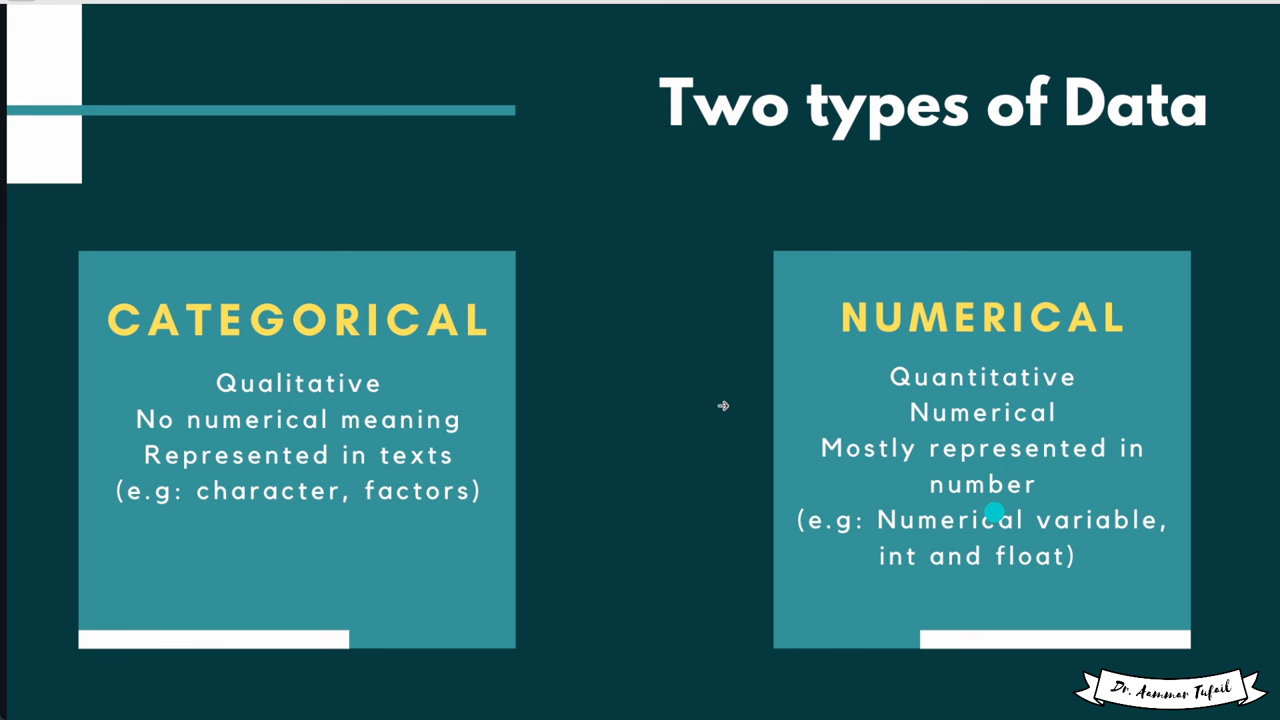 Two types of Data
CATEGORICAL
Qualitative
No numerical meaning
Represented in texts
(e.g: character, factors)
NUMERICAL
Quantitative
Numerical
Mostly represented in
number
(e.g: Numerical variable,
int and float)
Dr. Aammar Tufail